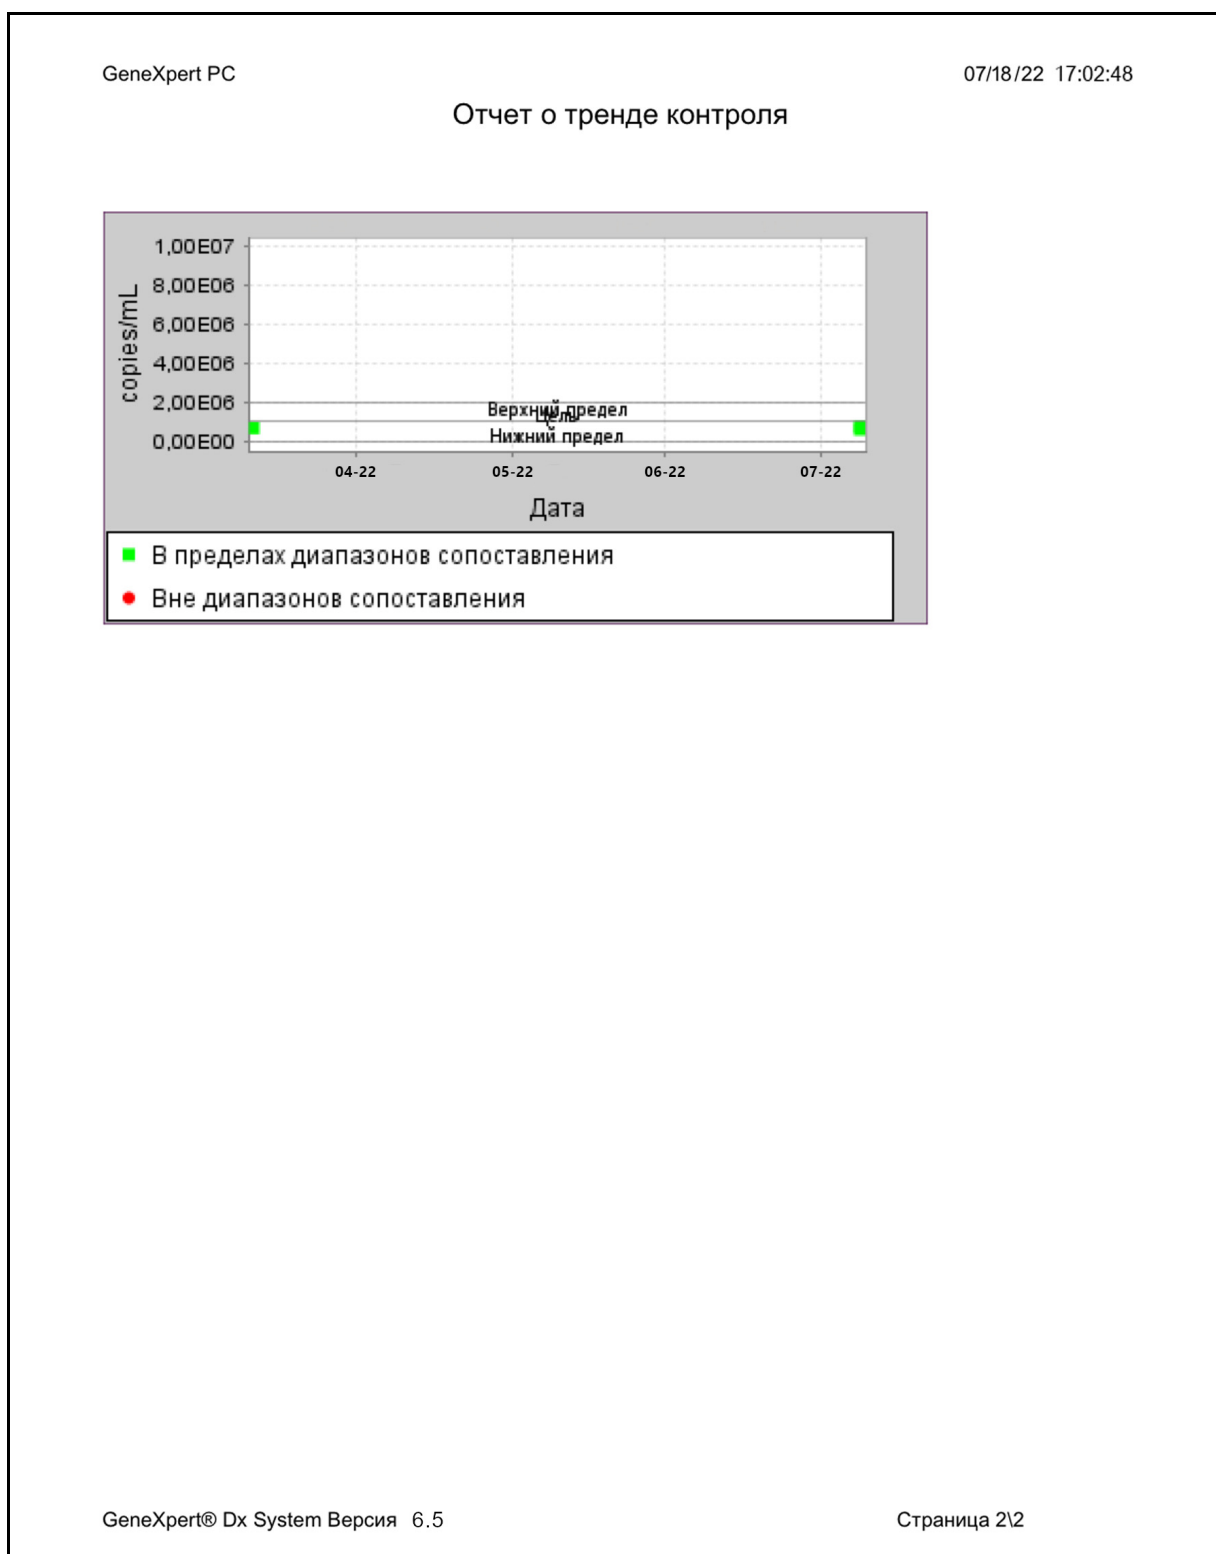 GeneXpert PC 07/18/22 17:02:48
Отчет о тренде контроля
1,00E07
8,00E06
6,00E06
4,00E06
2,00E06
0,00E00
copies/mL
Верхний предел
Цель
Нижний предел
04-22 05-22 06-22 07-22
Дата
В пределах диапазонов сопоставления
Вне диапазонов сопоставления
GeneXpert® Dx System Версия 6.5 Страница 2\2